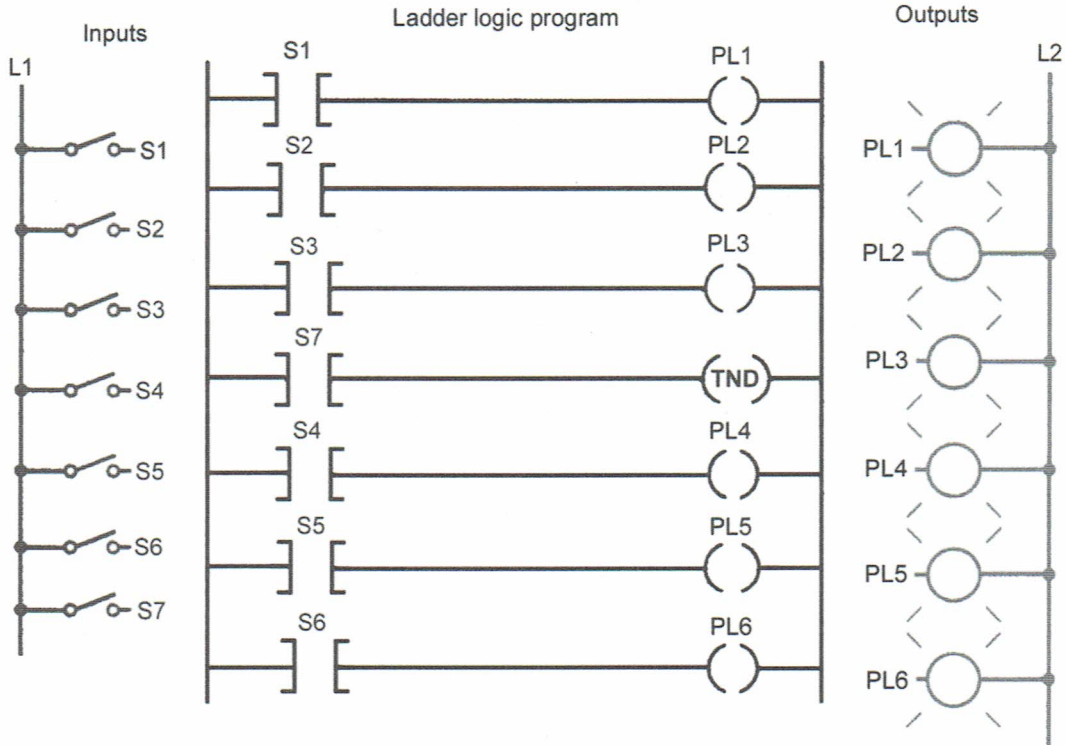 Inputs
Ladder logic program
Outputs
L1
L2
S1
S2
S3
S4
S5
S6
S7
S1
PL1
S2
PL2
S3
PL3
S7
TND
S4
PL4
S5
PL5
S6
PL6
PL1
PL2
PL3
PL4
PL5
PL6